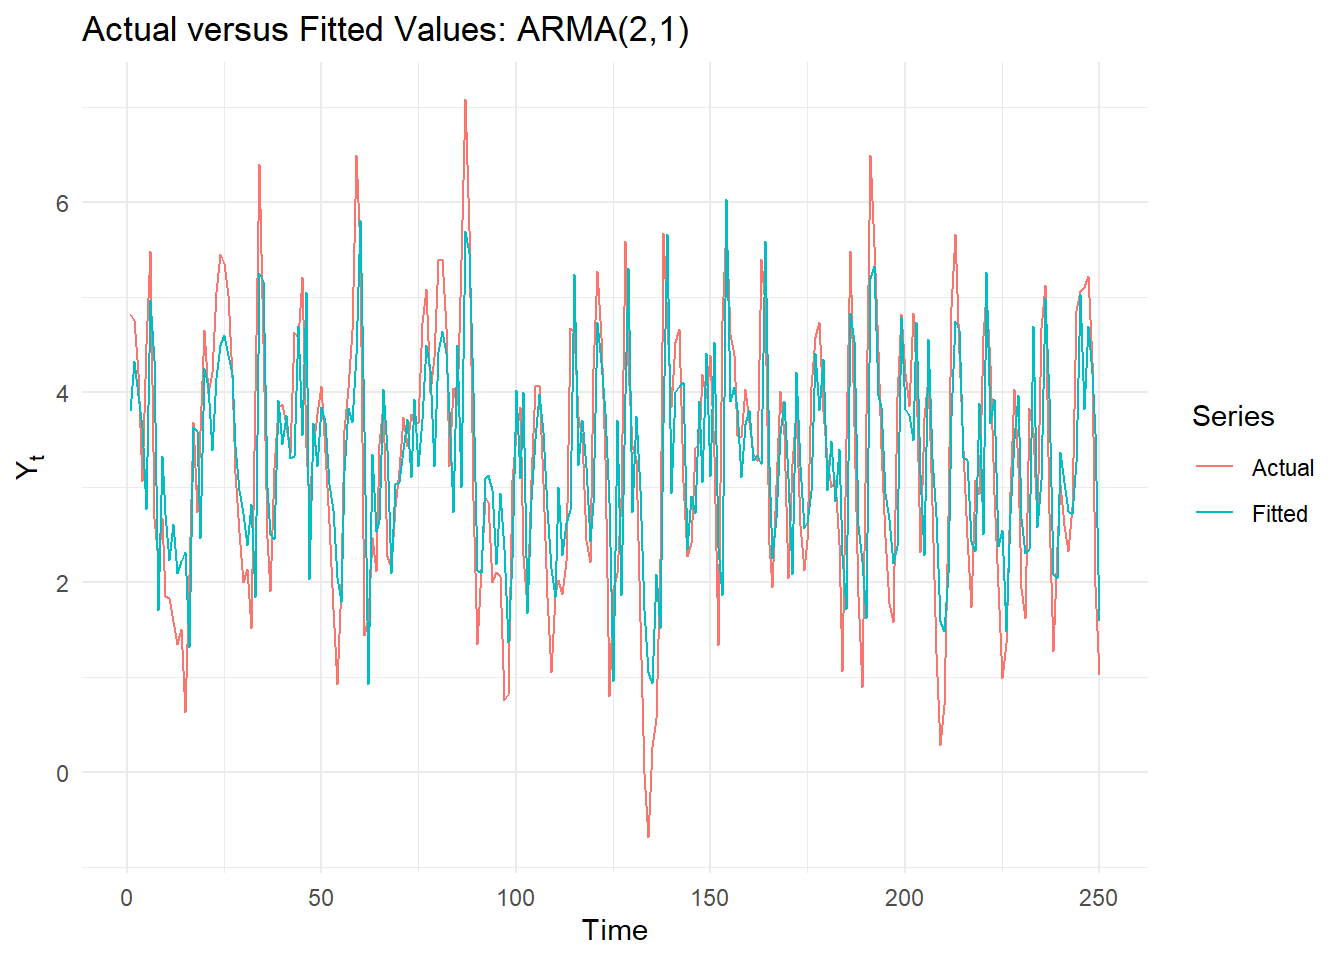 Actual versus Fitted Values: ARMA(2,1)
6
4
2
0
Yt
0 50 100 150 200 250
Time
Series
Actual
Fitted